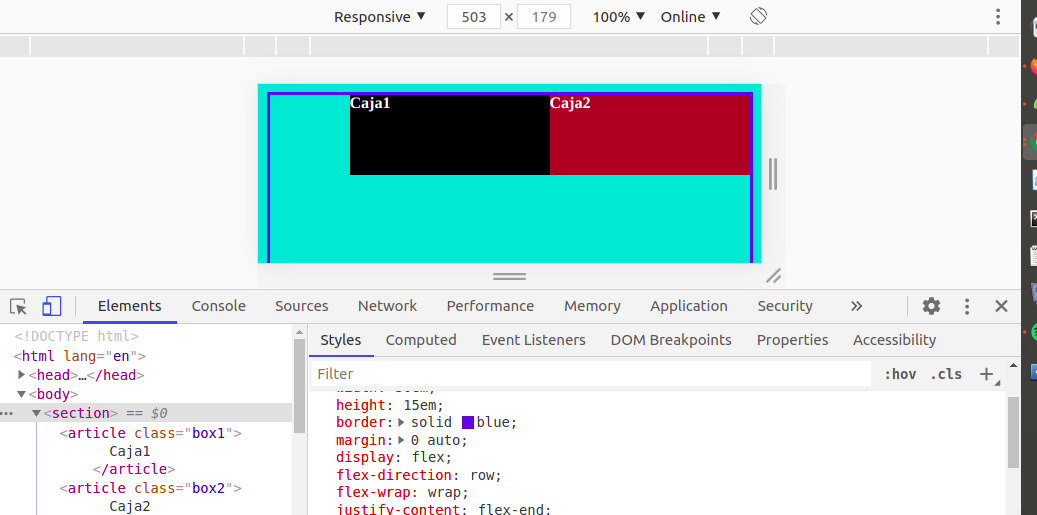 Responsive ▼ 503 × 179 100% ▼ Online ▼
Caja1 Caja2
Elements Console Sources Network Performance Memory Application Security »
<!DOCTYPE html>
<html lang="en">
▶<head>…</head>
▼<body>
… ▼<section> == $0
<article class="box1">
Caja1
</article>
<article class="box2">
Caja2
Styles Computed Event Listeners DOM Breakpoints Properties Accessibility
Filter :hov .cls +
height: 15em;
border:▶ solid blue;
margin:▶ 0 auto;
display: flex;
flex-direction: row;
flex-wrap: wrap;
justify-content: flex-end;